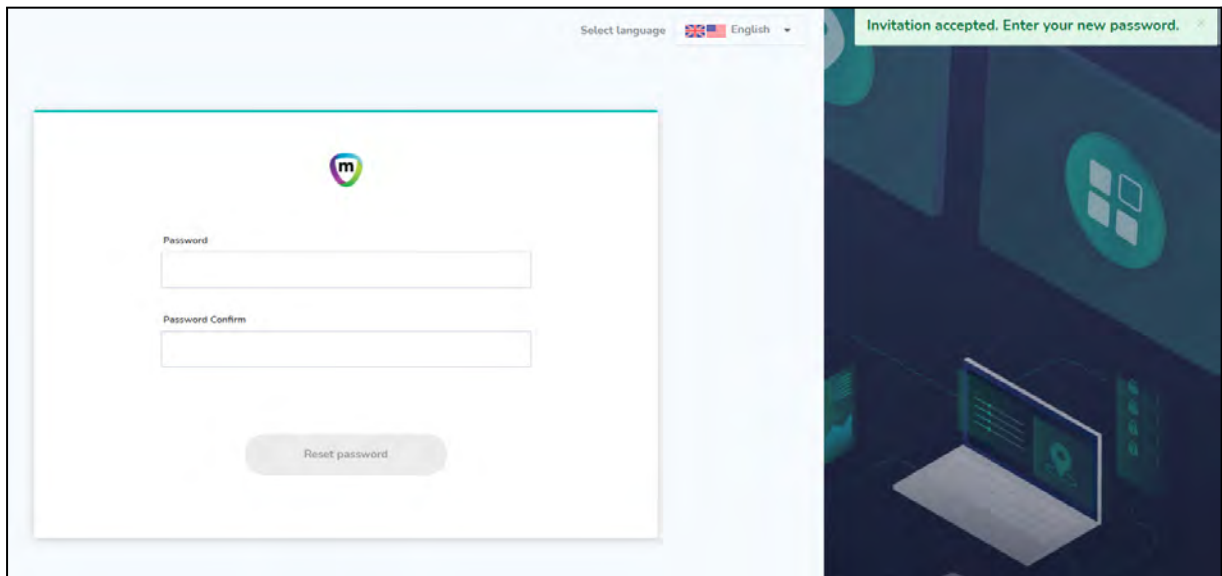 Select language English
Invitation accepted. Enter your new password. ×
m
Password
Password Confirm
Reset password